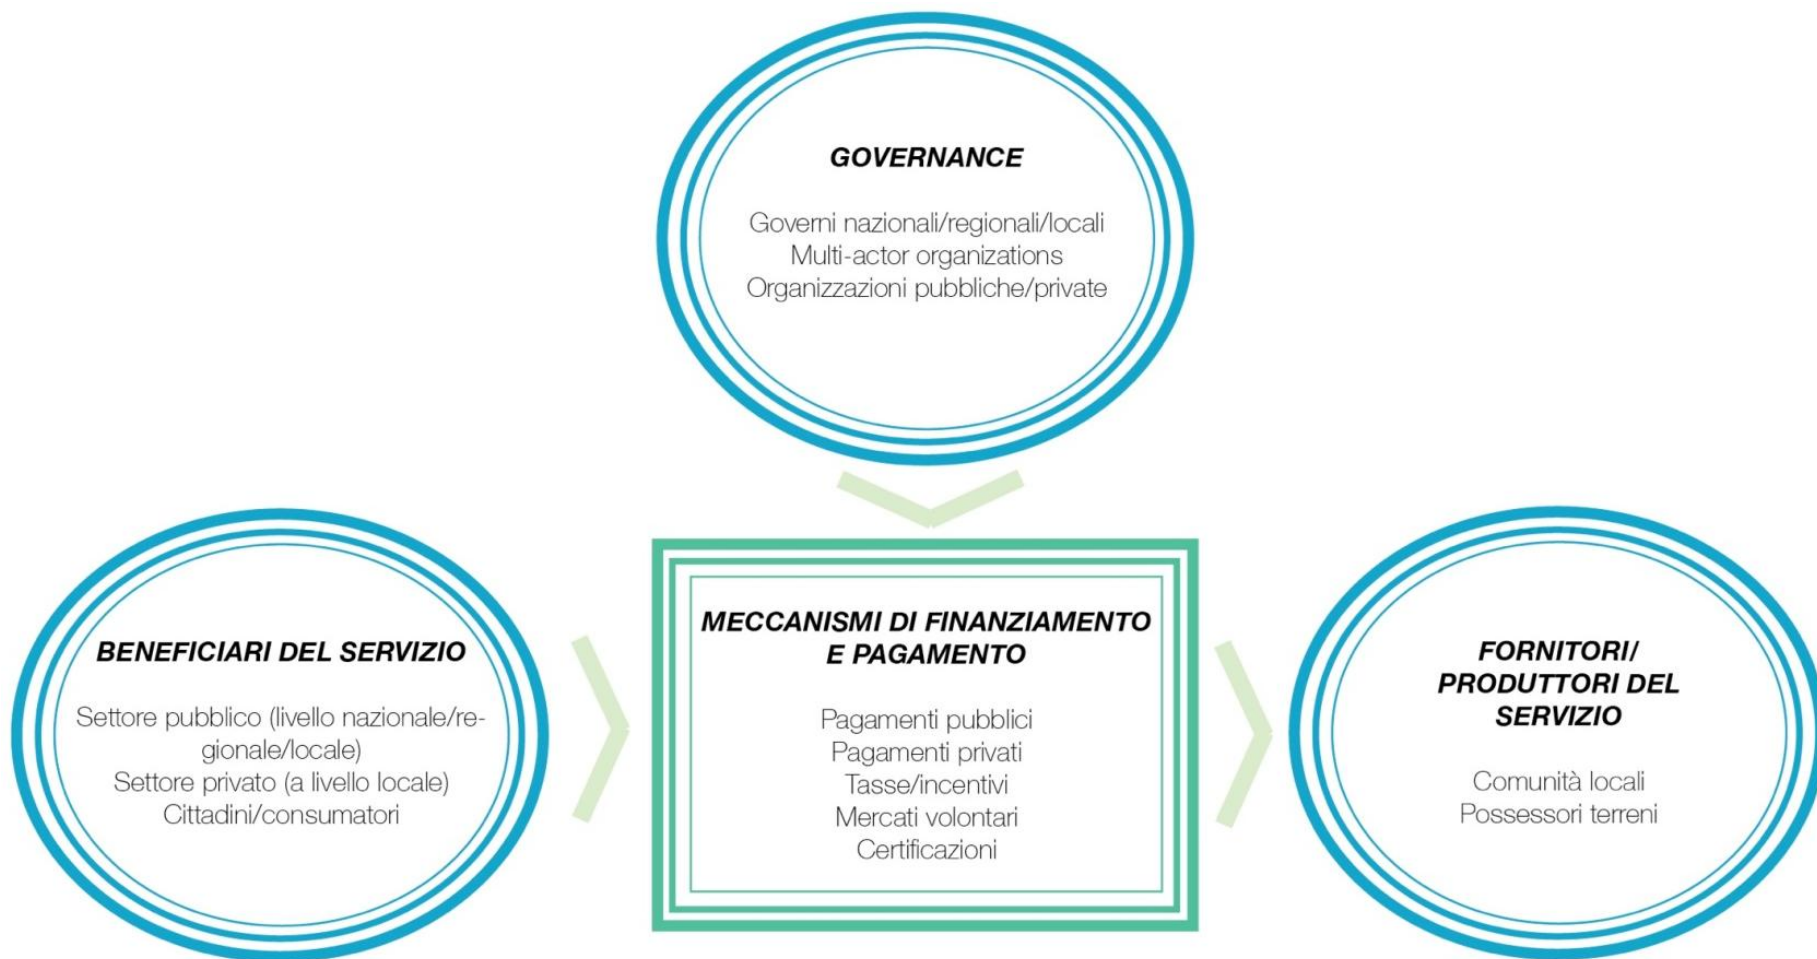 GOVERNANCE
Governi nazionali/regionali/locali
Multi-actor organizations
Organizzazioni pubbliche/private
BENEFICIARI DEL SERVIZIO
Settore pubblico (livello nazionale/re-
gionale/locale)
Settore privato (a livello locale)
Cittadini/consumatori
MECCANISMI DI FINANZIAMENTO
E PAGAMENTO
Pagamenti pubblici
Pagamenti privati
Tasse/incentivi
Mercati volontari
Certificazioni
FORNITORI/
PRODUTTORI DEL
SERVIZIO
Comunità locali
Possessori terreni